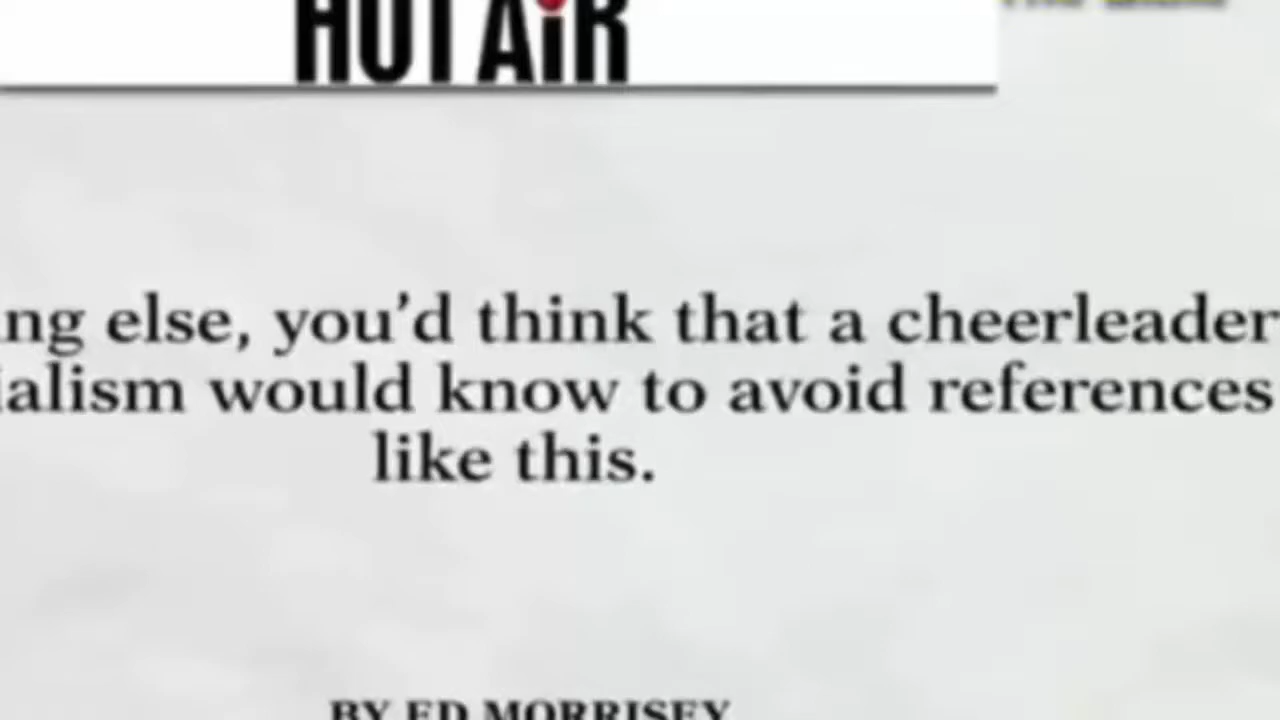 HOT AiR
ng else, you’d think that a cheerleader
ialism would know to avoid references
like this.
BY ED MORRISEY